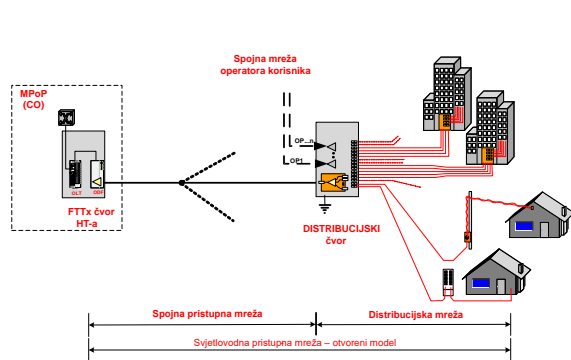 Spojna mreža
operatora korisnika
MPoP
(CO)
OP...n
OP1
OLT
ODF
FTTx čvor
HT-a
DISTRIBUCIJSKI
čvor
Spojna pristupna mreža
Distribucijska mreža
Svjetlovodna pristupna mreža – otvoreni model